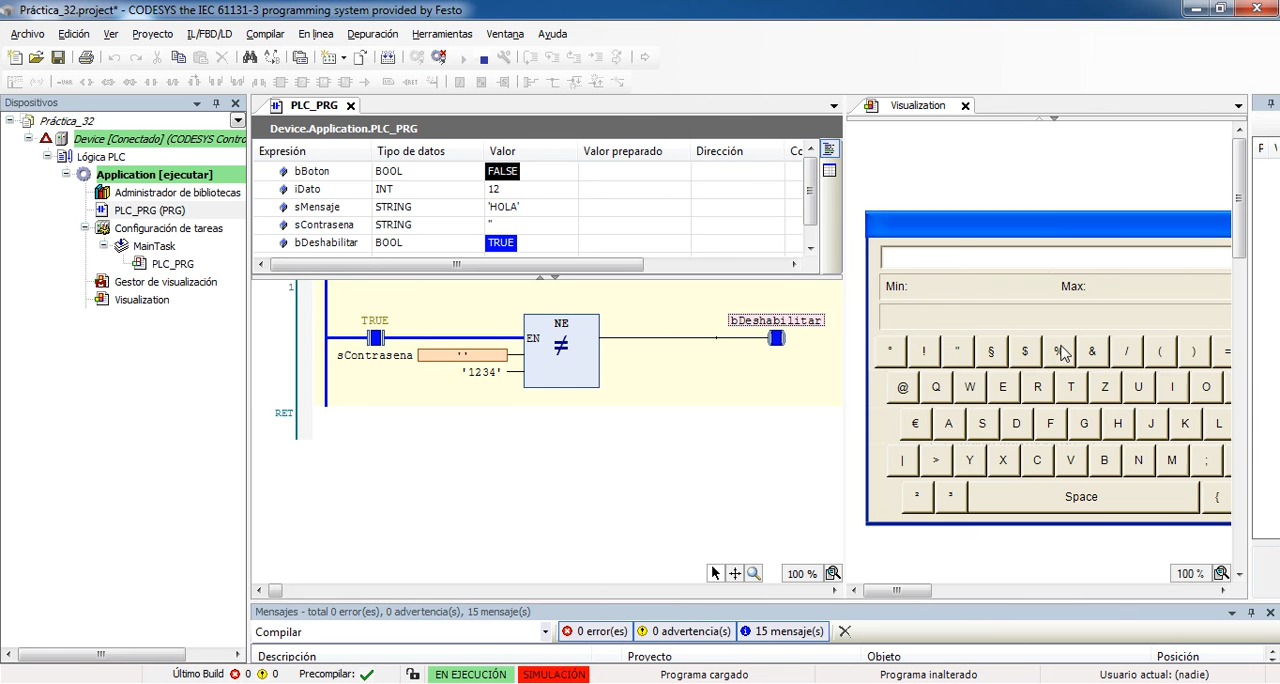 Práctica_32.project* - CODESYS the IEC 61131-3 programming system provided by Festo
Archivo Edición Ver Proyecto IL/FBD/LD Compilar En línea Depuración Herramientas Ventana Ayuda
Dispositivos
Práctica_32
Device [Conectado] (CODESYS Contro
Lógica PLC
Application [ejecutar]
Administrador de bibliotecas
PLC_PRG (PRG)
Configuración de tareas
MainTask
PLC_PRG
Gestor de visualización
Visualization
PLC_PRG
Device.Application.PLC_PRG
Expresión Tipo de datos Valor Valor preparado Dirección Co
bBoton BOOL FALSE
iDato INT 12
sMensaje STRING 'HOLA'
sContrasena STRING ''
bDeshabilitar BOOL TRUE
1
TRUE NE bDeshabilitar
EN ≠
sContrasena ''
'1234'
RET
100 %
Visualization
Min: Max:
° ! " § $ % & / ( ) =
@ Q W E R T Z U I O
€ A S D F G H J K L
| > Y X C V B N M ;
² ³ Space {
100 %
Mensajes - total 0 error(es), 0 advertencia(s), 15 mensaje(s)
Compilar 0 error(es) 0 advertencia(s) 15 mensaje(s)
Descripción Proyecto Objeto Posición
Último Build 0 0 Precompilar: EN EJECUCIÓN SIMULACIÓN Programa cargado Programa inalterado Usuario actual: (nadie)